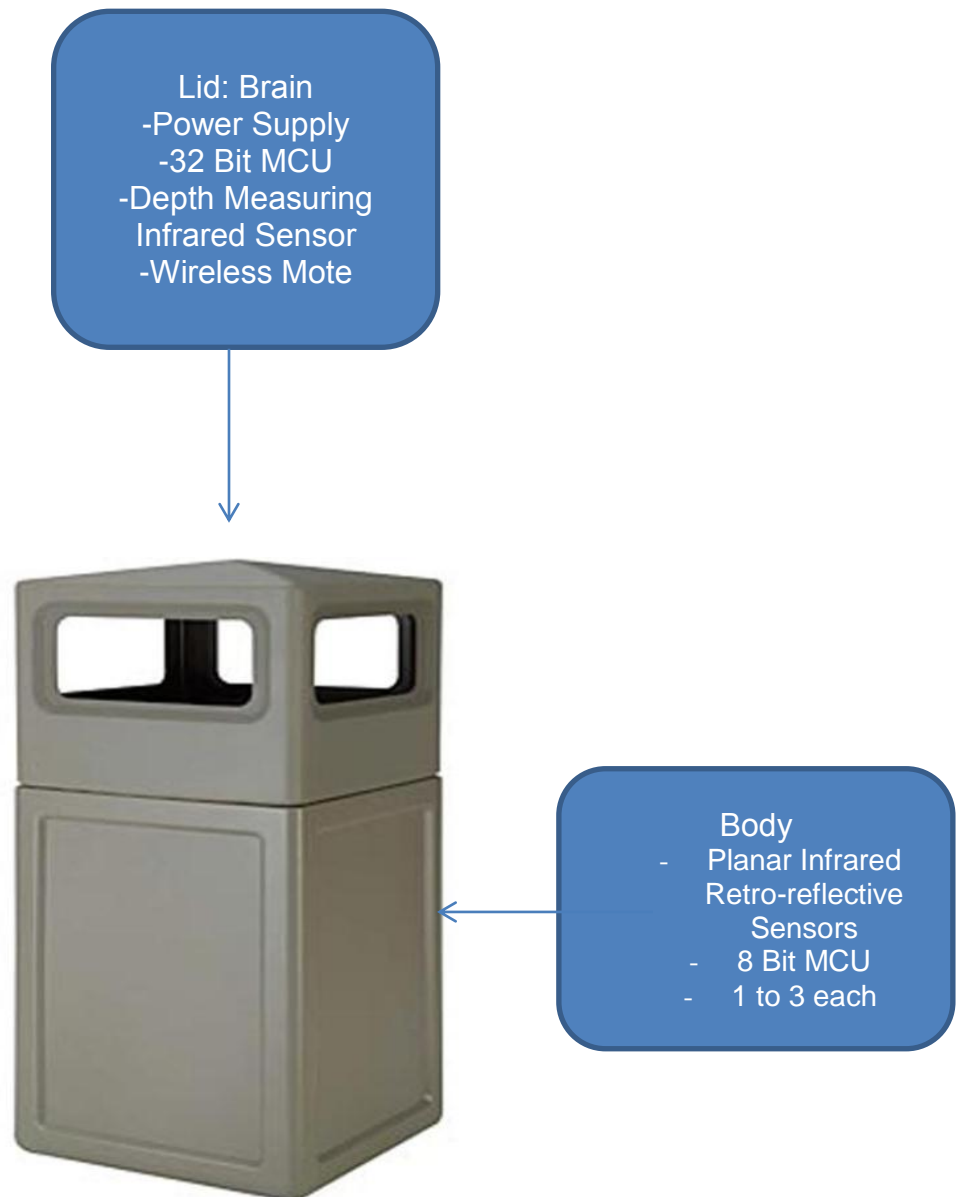 Lid: Brain
-Power Supply
-32 Bit MCU
-Depth Measuring
Infrared Sensor
-Wireless Mote
Body
- Planar Infrared
Retro-reflective
Sensors
- 8 Bit MCU
- 1 to 3 each